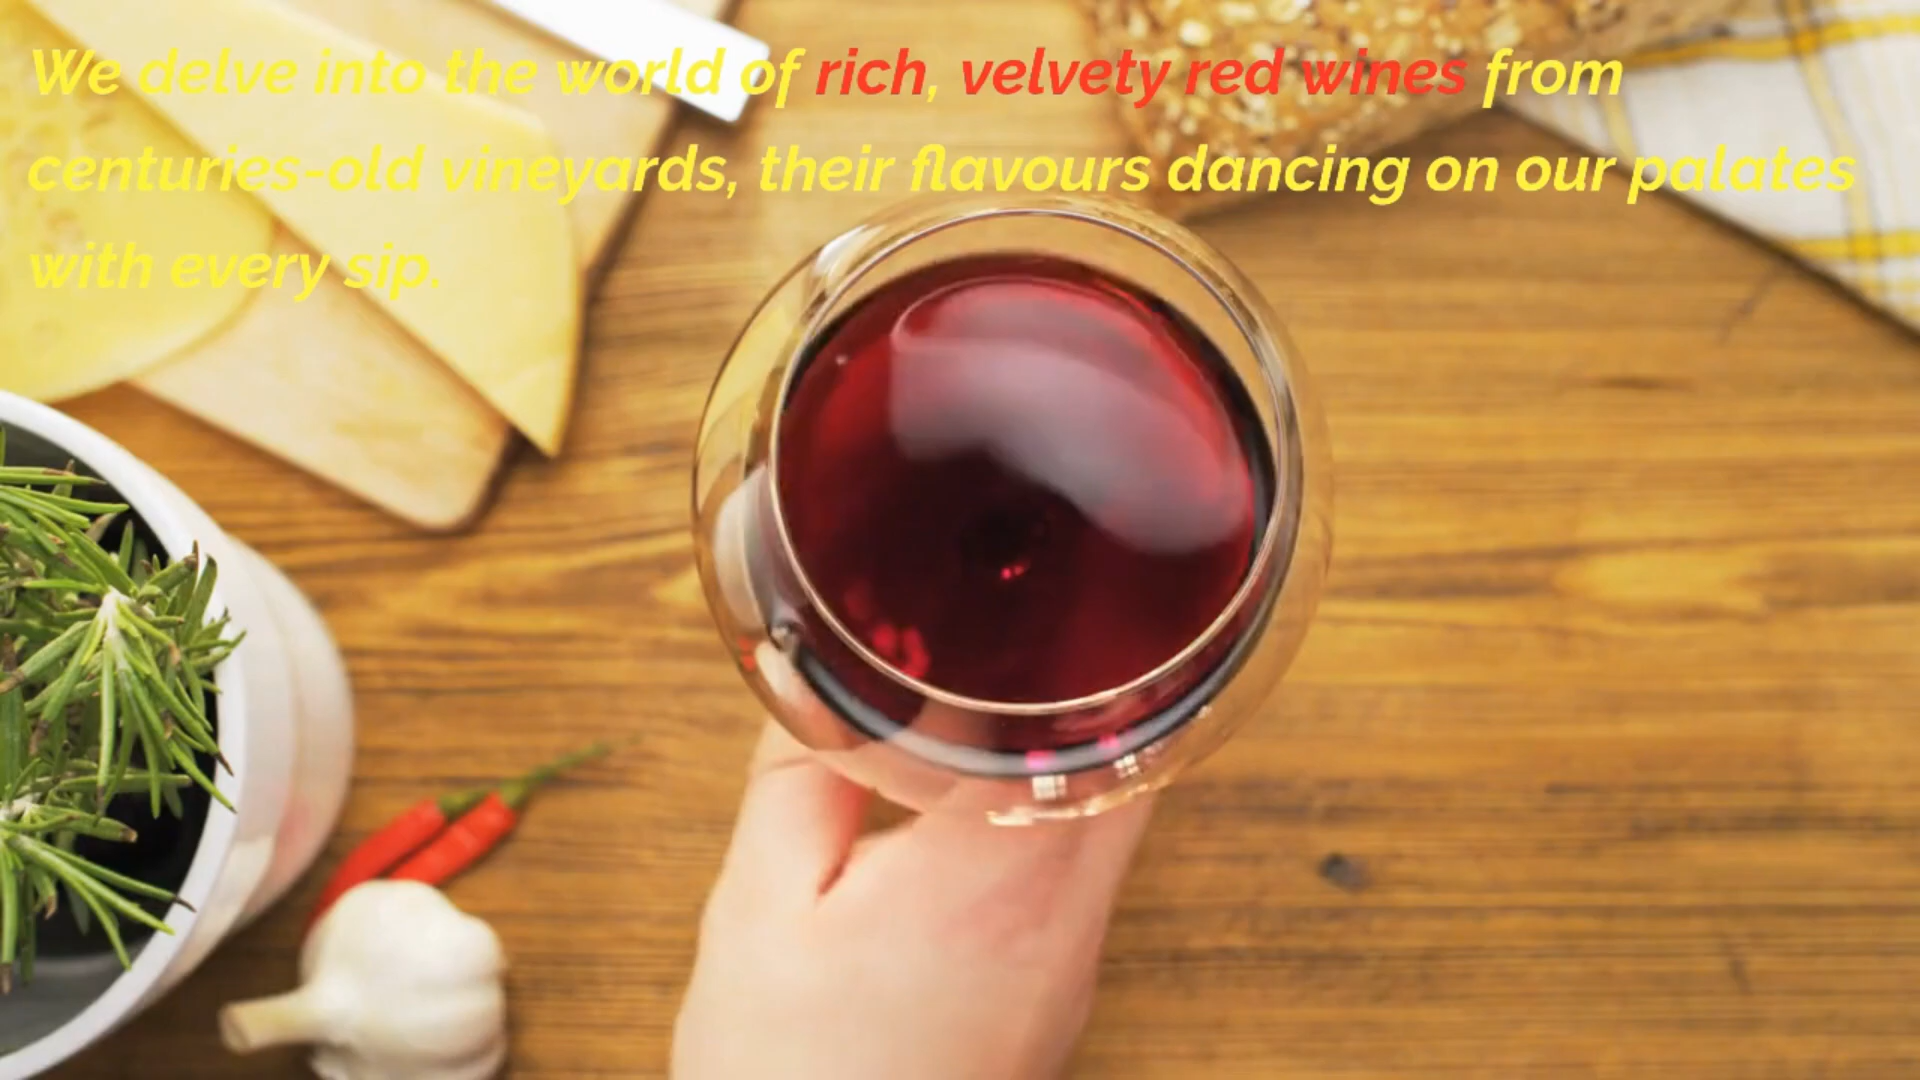 We delve into the world of rich, velvety red wines from
centuries-old vineyards, their flavours dancing on our palates
with every sip.